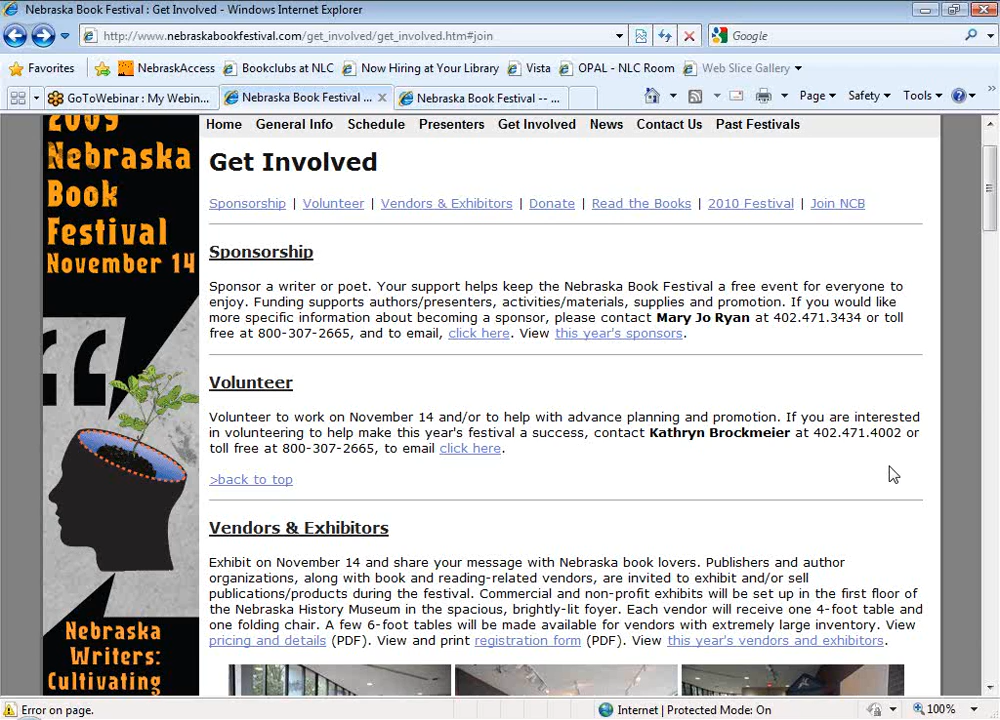 Nebraska Book Festival : Get Involved - Windows Internet Explorer
http://www.nebraskabookfestival.com/get_involved/get_involved.htm#join
Google
Favorites NebraskAccess Bookclubs at NLC Now Hiring at Your Library Vista OPAL - NLC Room Web Slice Gallery
GoToWebinar : My Webin... Nebraska Book Festival ... Nebraska Book Festival -- ... Page Safety Tools
2009
Nebraska
Book
Festival
November 14
Home General Info Schedule Presenters Get Involved News Contact Us Past Festivals
Get Involved
Sponsorship | Volunteer | Vendors & Exhibitors | Donate | Read the Books | 2010 Festival | Join NCB
Sponsorship
Sponsor a writer or poet. Your support helps keep the Nebraska Book Festival a free event for everyone to
enjoy. Funding supports authors/presenters, activities/materials, supplies and promotion. If you would like
more specific information about becoming a sponsor, please contact Mary Jo Ryan at 402.471.3434 or toll
free at 800-307-2665, and to email, click here. View this year's sponsors.
Volunteer
Volunteer to work on November 14 and/or to help with advance planning and promotion. If you are interested
in volunteering to help make this year's festival a success, contact Kathryn Brockmeier at 402.471.4002 or
toll free at 800-307-2665, to email click here.
>back to top
Vendors & Exhibitors
Exhibit on November 14 and share your message with Nebraska book lovers. Publishers and author
organizations, along with book and reading-related vendors, are invited to exhibit and/or sell
publications/products during the festival. Commercial and non-profit exhibits will be set up in the first floor of
the Nebraska History Museum in the spacious, brightly-lit foyer. Each vendor will receive one 4-foot table and
one folding chair. A few 6-foot tables will be made available for vendors with extremely large inventory. View
pricing and details (PDF). View and print registration form (PDF). View this year's vendors and exhibitors.
Nebraska
Writers:
Cultivating
Error on page.
Internet | Protected Mode: On
100%